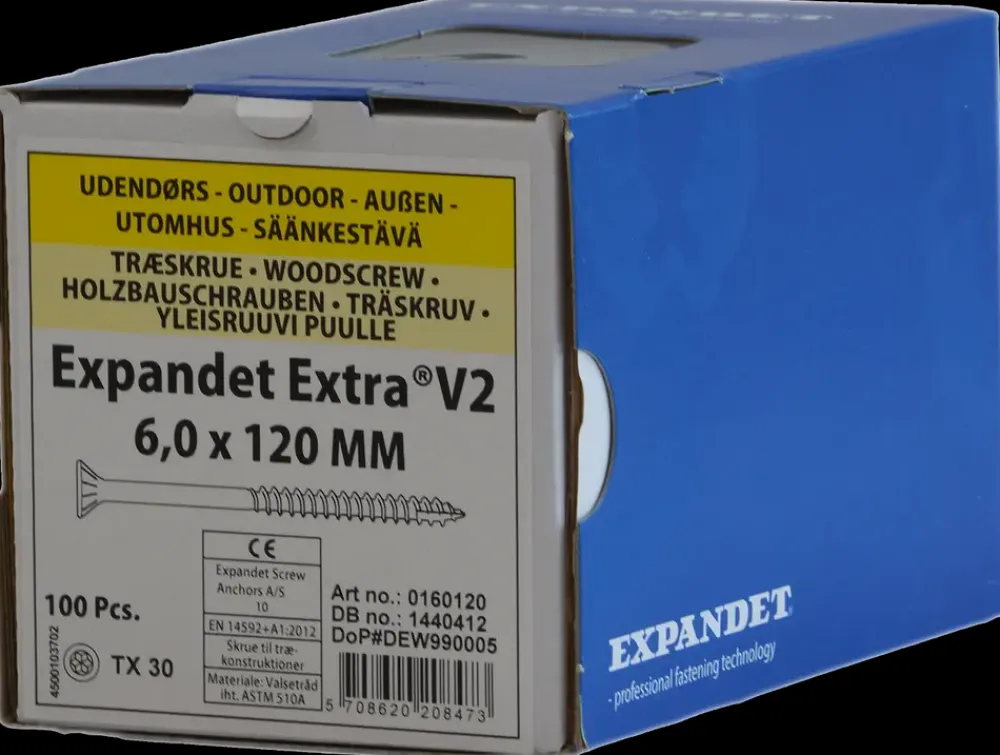 EXPANDET
UDENDØRS - OUTDOOR - AUßEN -
UTOMHUS - SÄÄNKESTÄVÄ
TRÆSKRUE • WOODSCREW •
HOLZBAUSCHRAUBEN • TRÄSKRUV •
YLEISRUUVI PUULLE
Expandet Extra® V2
6,0 x 120 MM
CE
Expandet Screw
Anchors A/S
10
EN 14592+A1:2012
Skrue til træ-
konstruktioner
Materiale: Valsetråd
iht. ASTM 510A
100 Pcs.
4500103702
TX 30
Art no.: 0160120
DB no.: 1440412
DoP#DEW990005
5 708620 208473
EXPANDET
- professional fastening technology